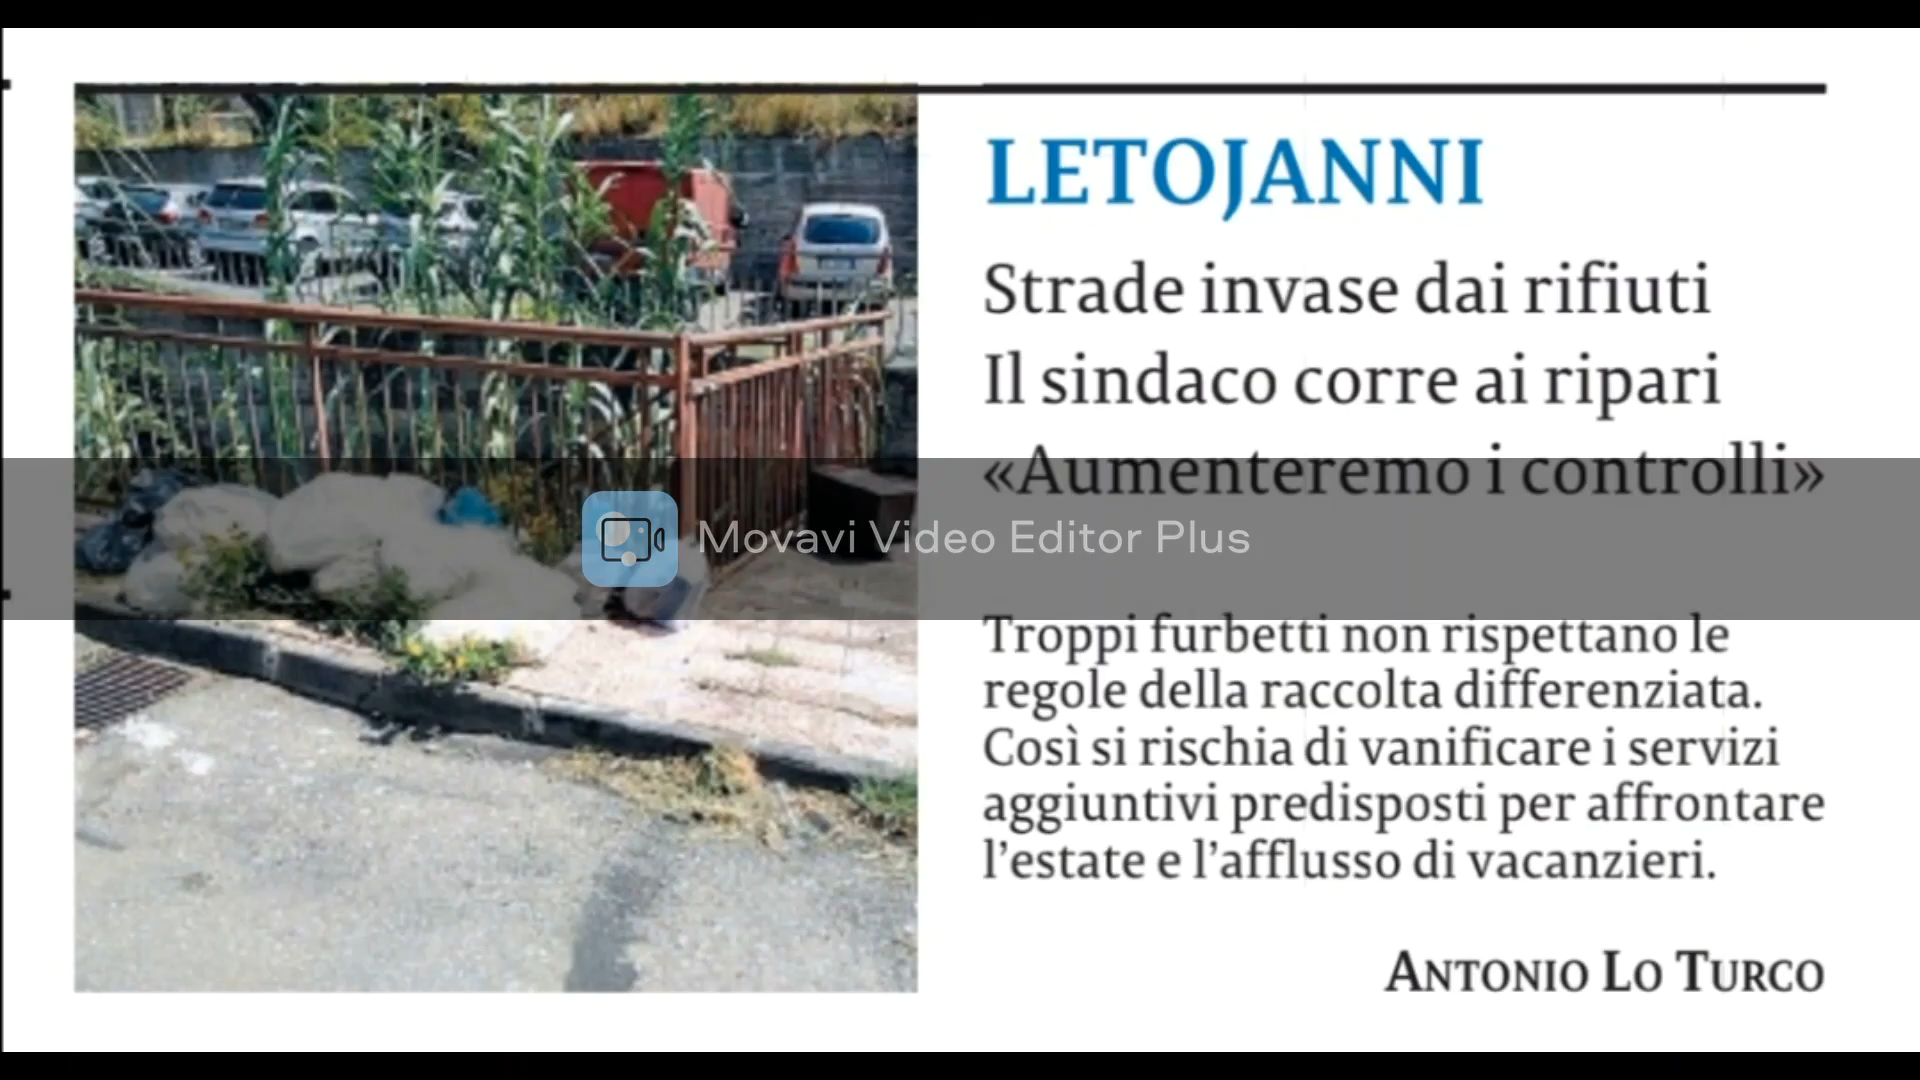 LETOJANNI
Strade invase dai rifiuti
Il sindaco corre ai ripari
«Aumenteremo i controlli»
Movavi Video Editor Plus
Troppi furbetti non rispettano le
regole della raccolta differenziata.
Così si rischia di vanificare i servizi
aggiuntivi predisposti per affrontare
l’estate e l’afflusso di vacanzieri.
ANTONIO LO TURCO